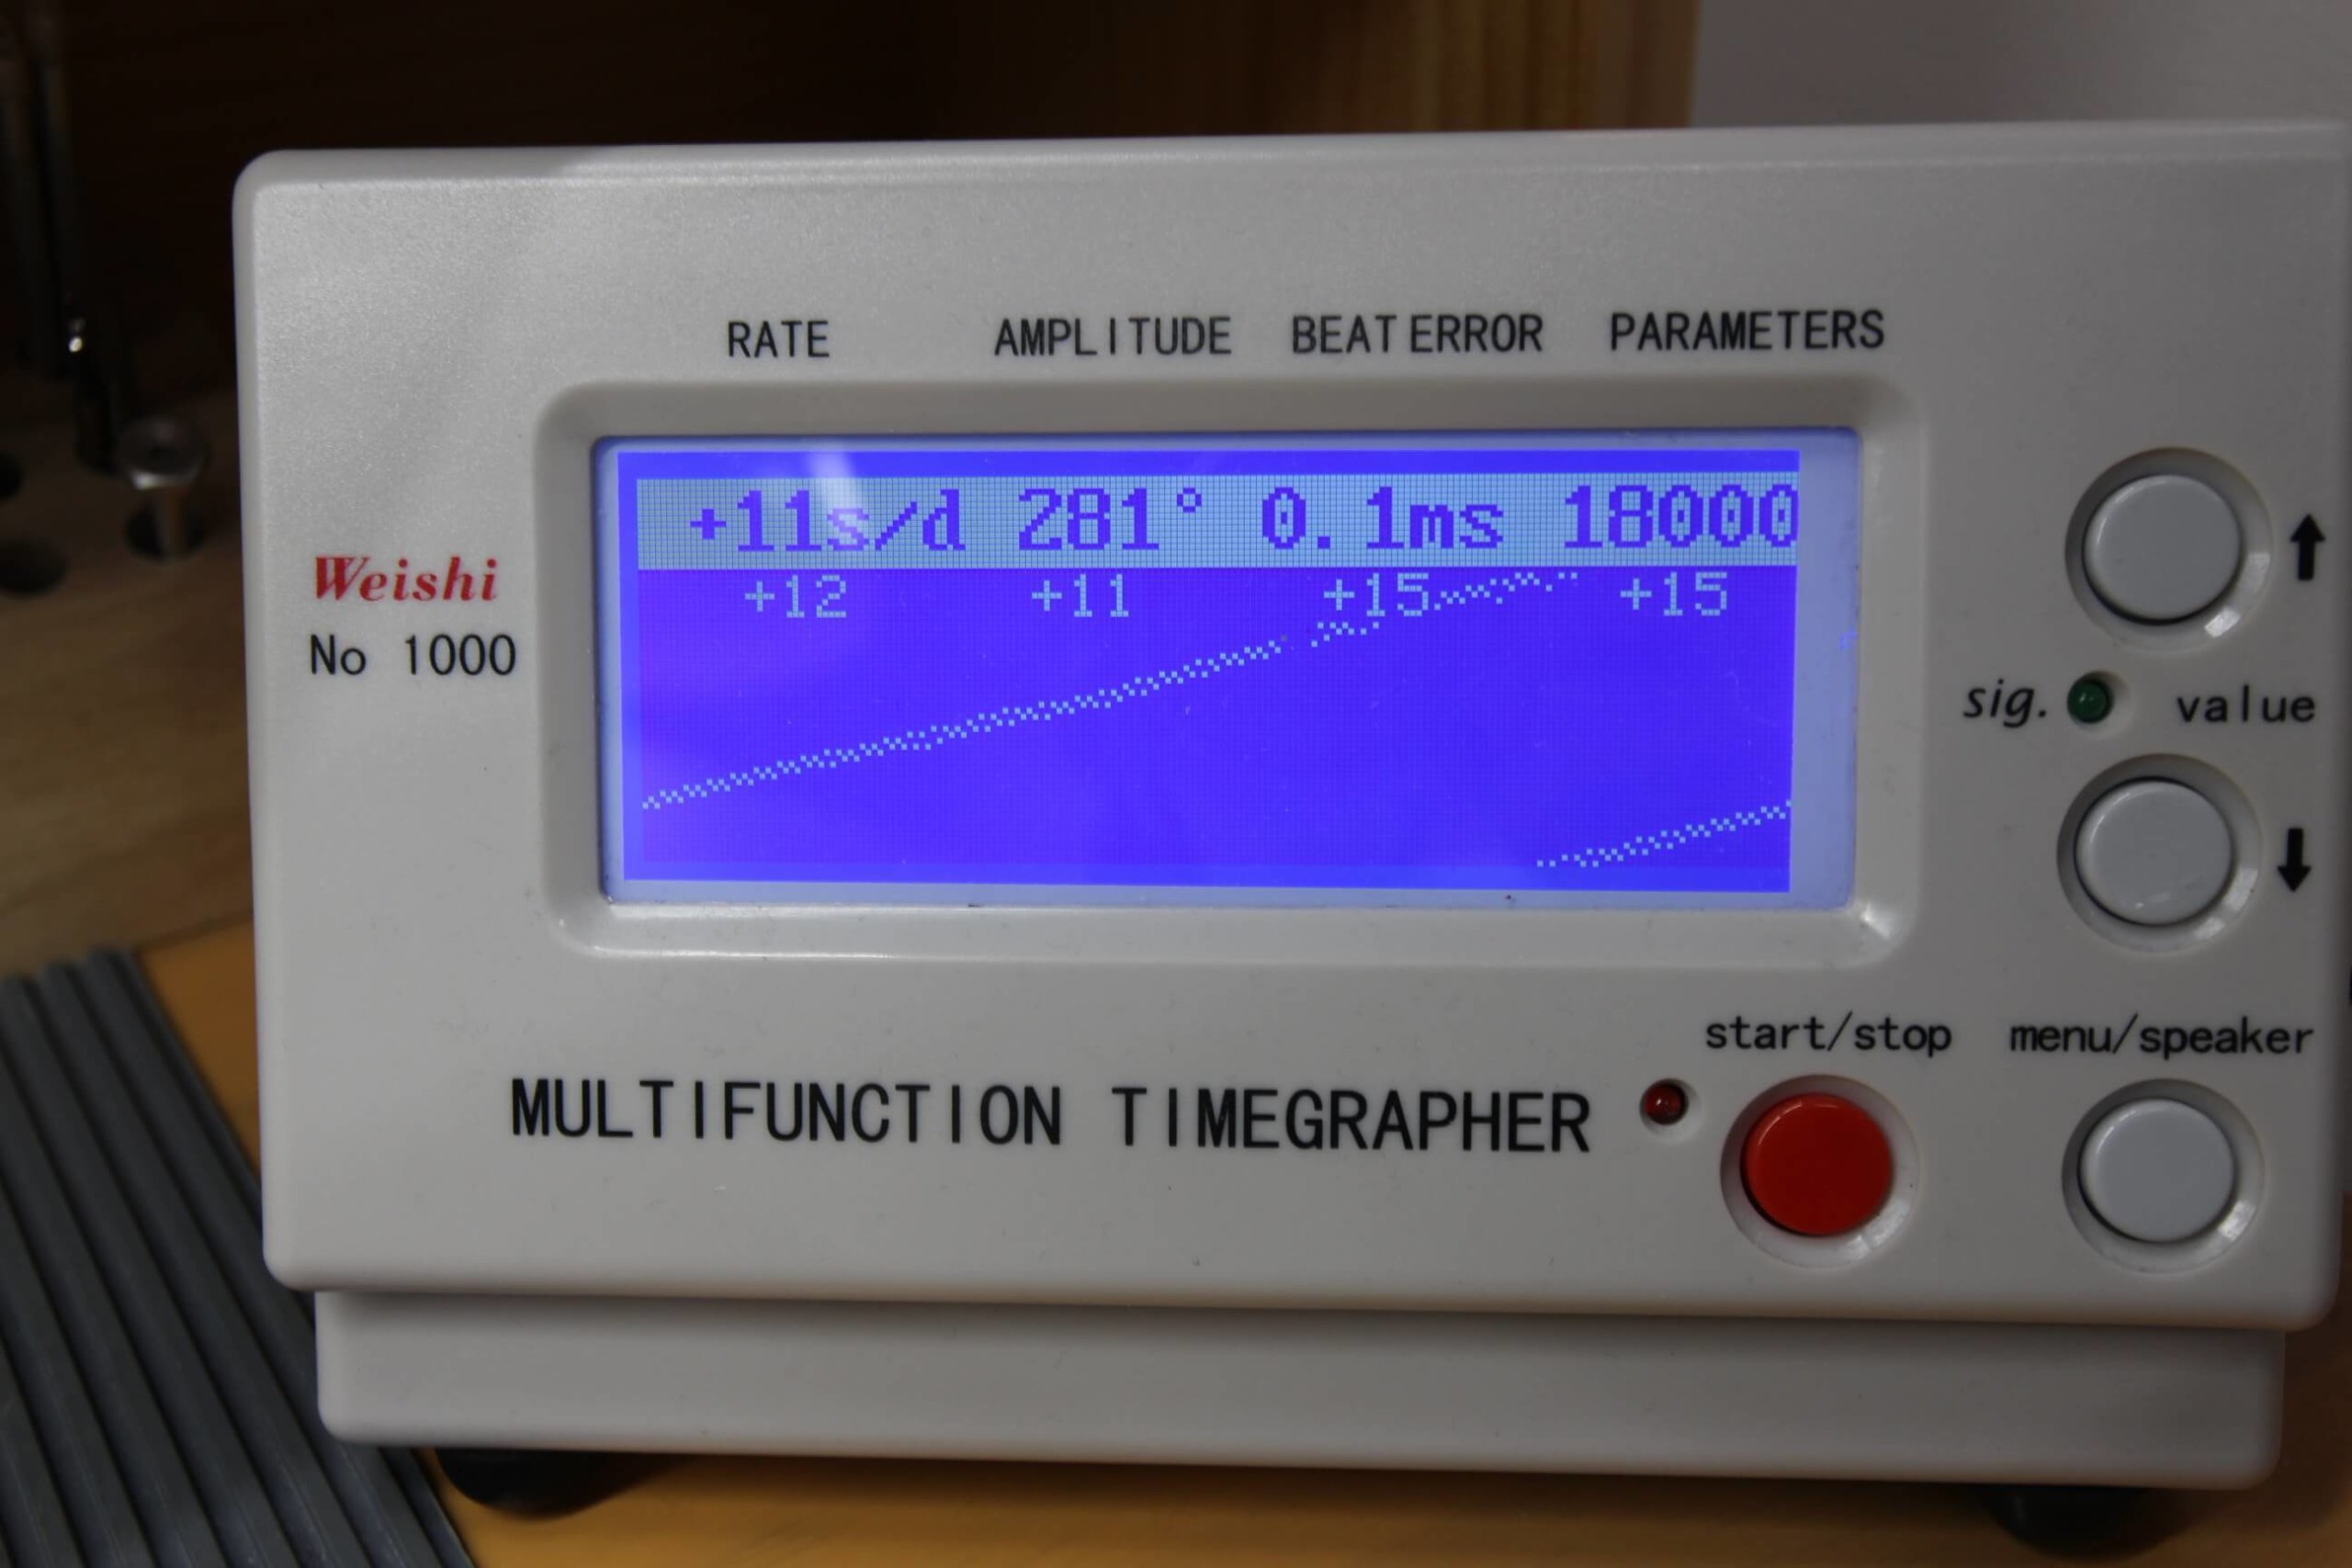 RATE AMPLITUDE BEAT ERROR PARAMETERS
+11s/d 281° 0.1ms 18000
+12 +11 +15 +15
Weishi
No 1000
sig. value
start/stop menu/speaker
MULTIFUNCTION TIMEGRAPHER